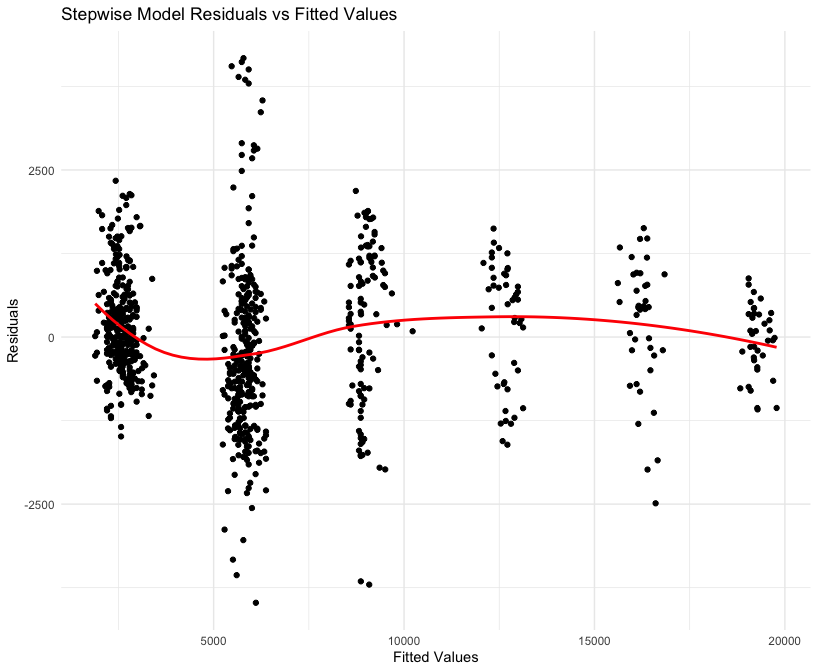 Stepwise Model Residuals vs Fitted Values
Residuals
2500
0
-2500
5000 10000 15000 20000
Fitted Values